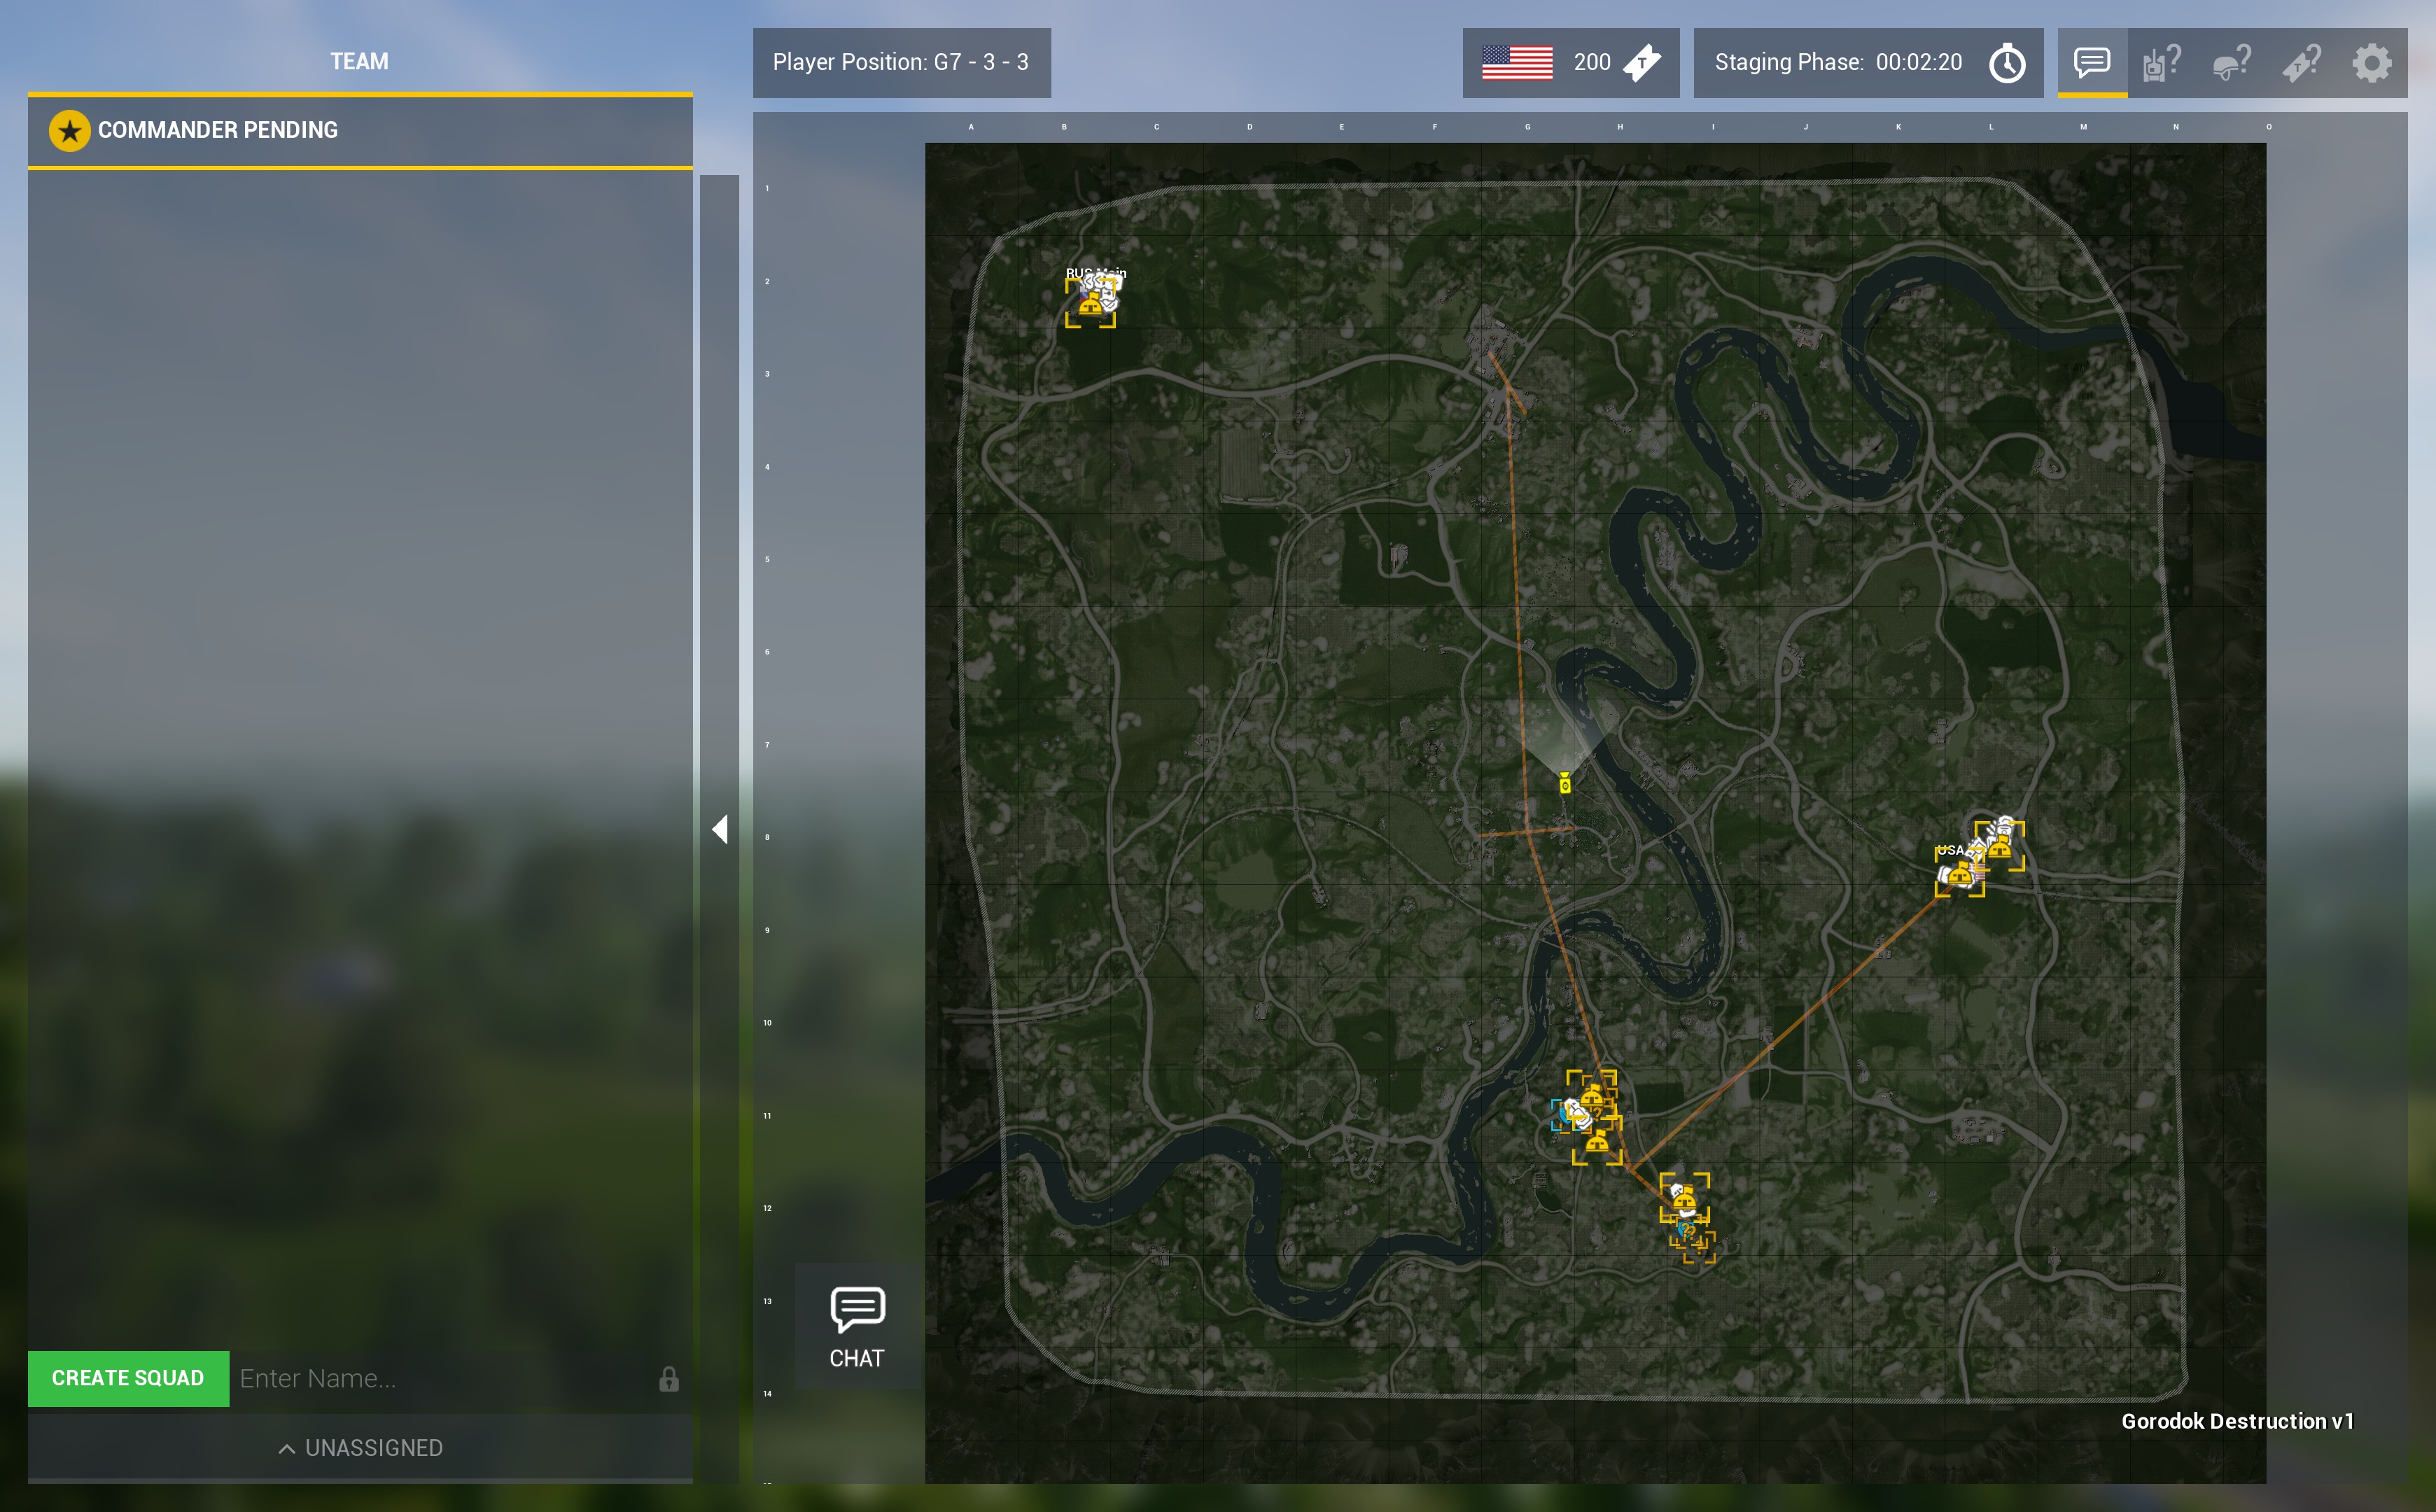 TEAM
Player Position: G7 - 3 - 3
200
Staging Phase: 00:02:20
COMMANDER PENDING
A B C D E F G H I J K L M N O
1
2
3
4
5
6
7
8
9
10
11
12
13
14
RUS Main
USA
CHAT
CREATE SQUAD
Enter Name...
UNASSIGNED
Gorodok Destruction v1